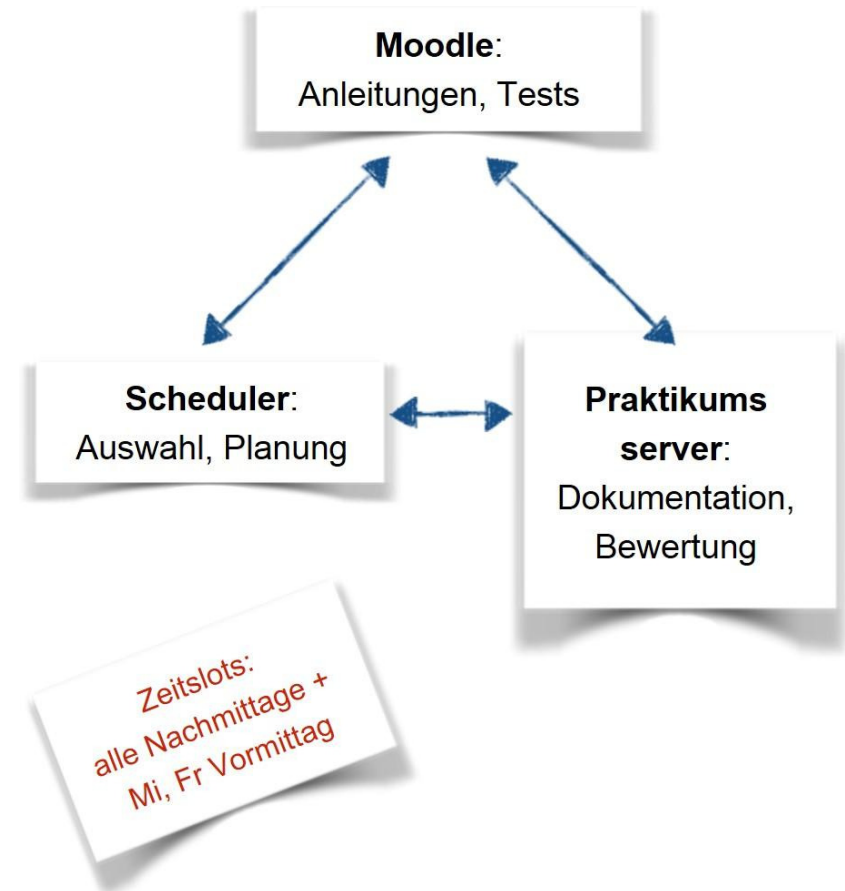 Moodle:
Anleitungen, Tests
Scheduler:
Auswahl, Planung
Praktikums
server:
Dokumentation,
Bewertung
Zeitslots:
alle Nachmittage +
Mi, Fr Vormittag